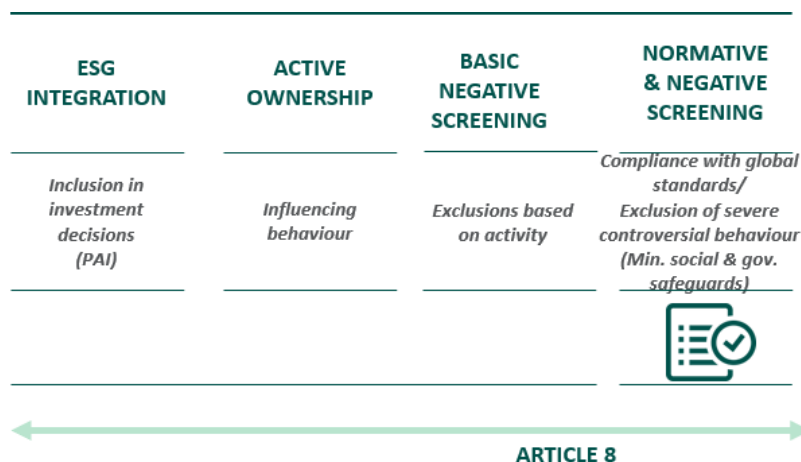 ESG
INTEGRATION
ACTIVE
OWNERSHIP
BASIC
NEGATIVE
SCREENING
NORMATIVE
& NEGATIVE
SCREENING
Inclusion in
investment
decisions
(PAI)
Influencing
behaviour
Exclusions based
on activity
Compliance with global
standards/
Exclusion of severe
controversial behaviour
(Min. social & gov.
safeguards)
ARTICLE 8